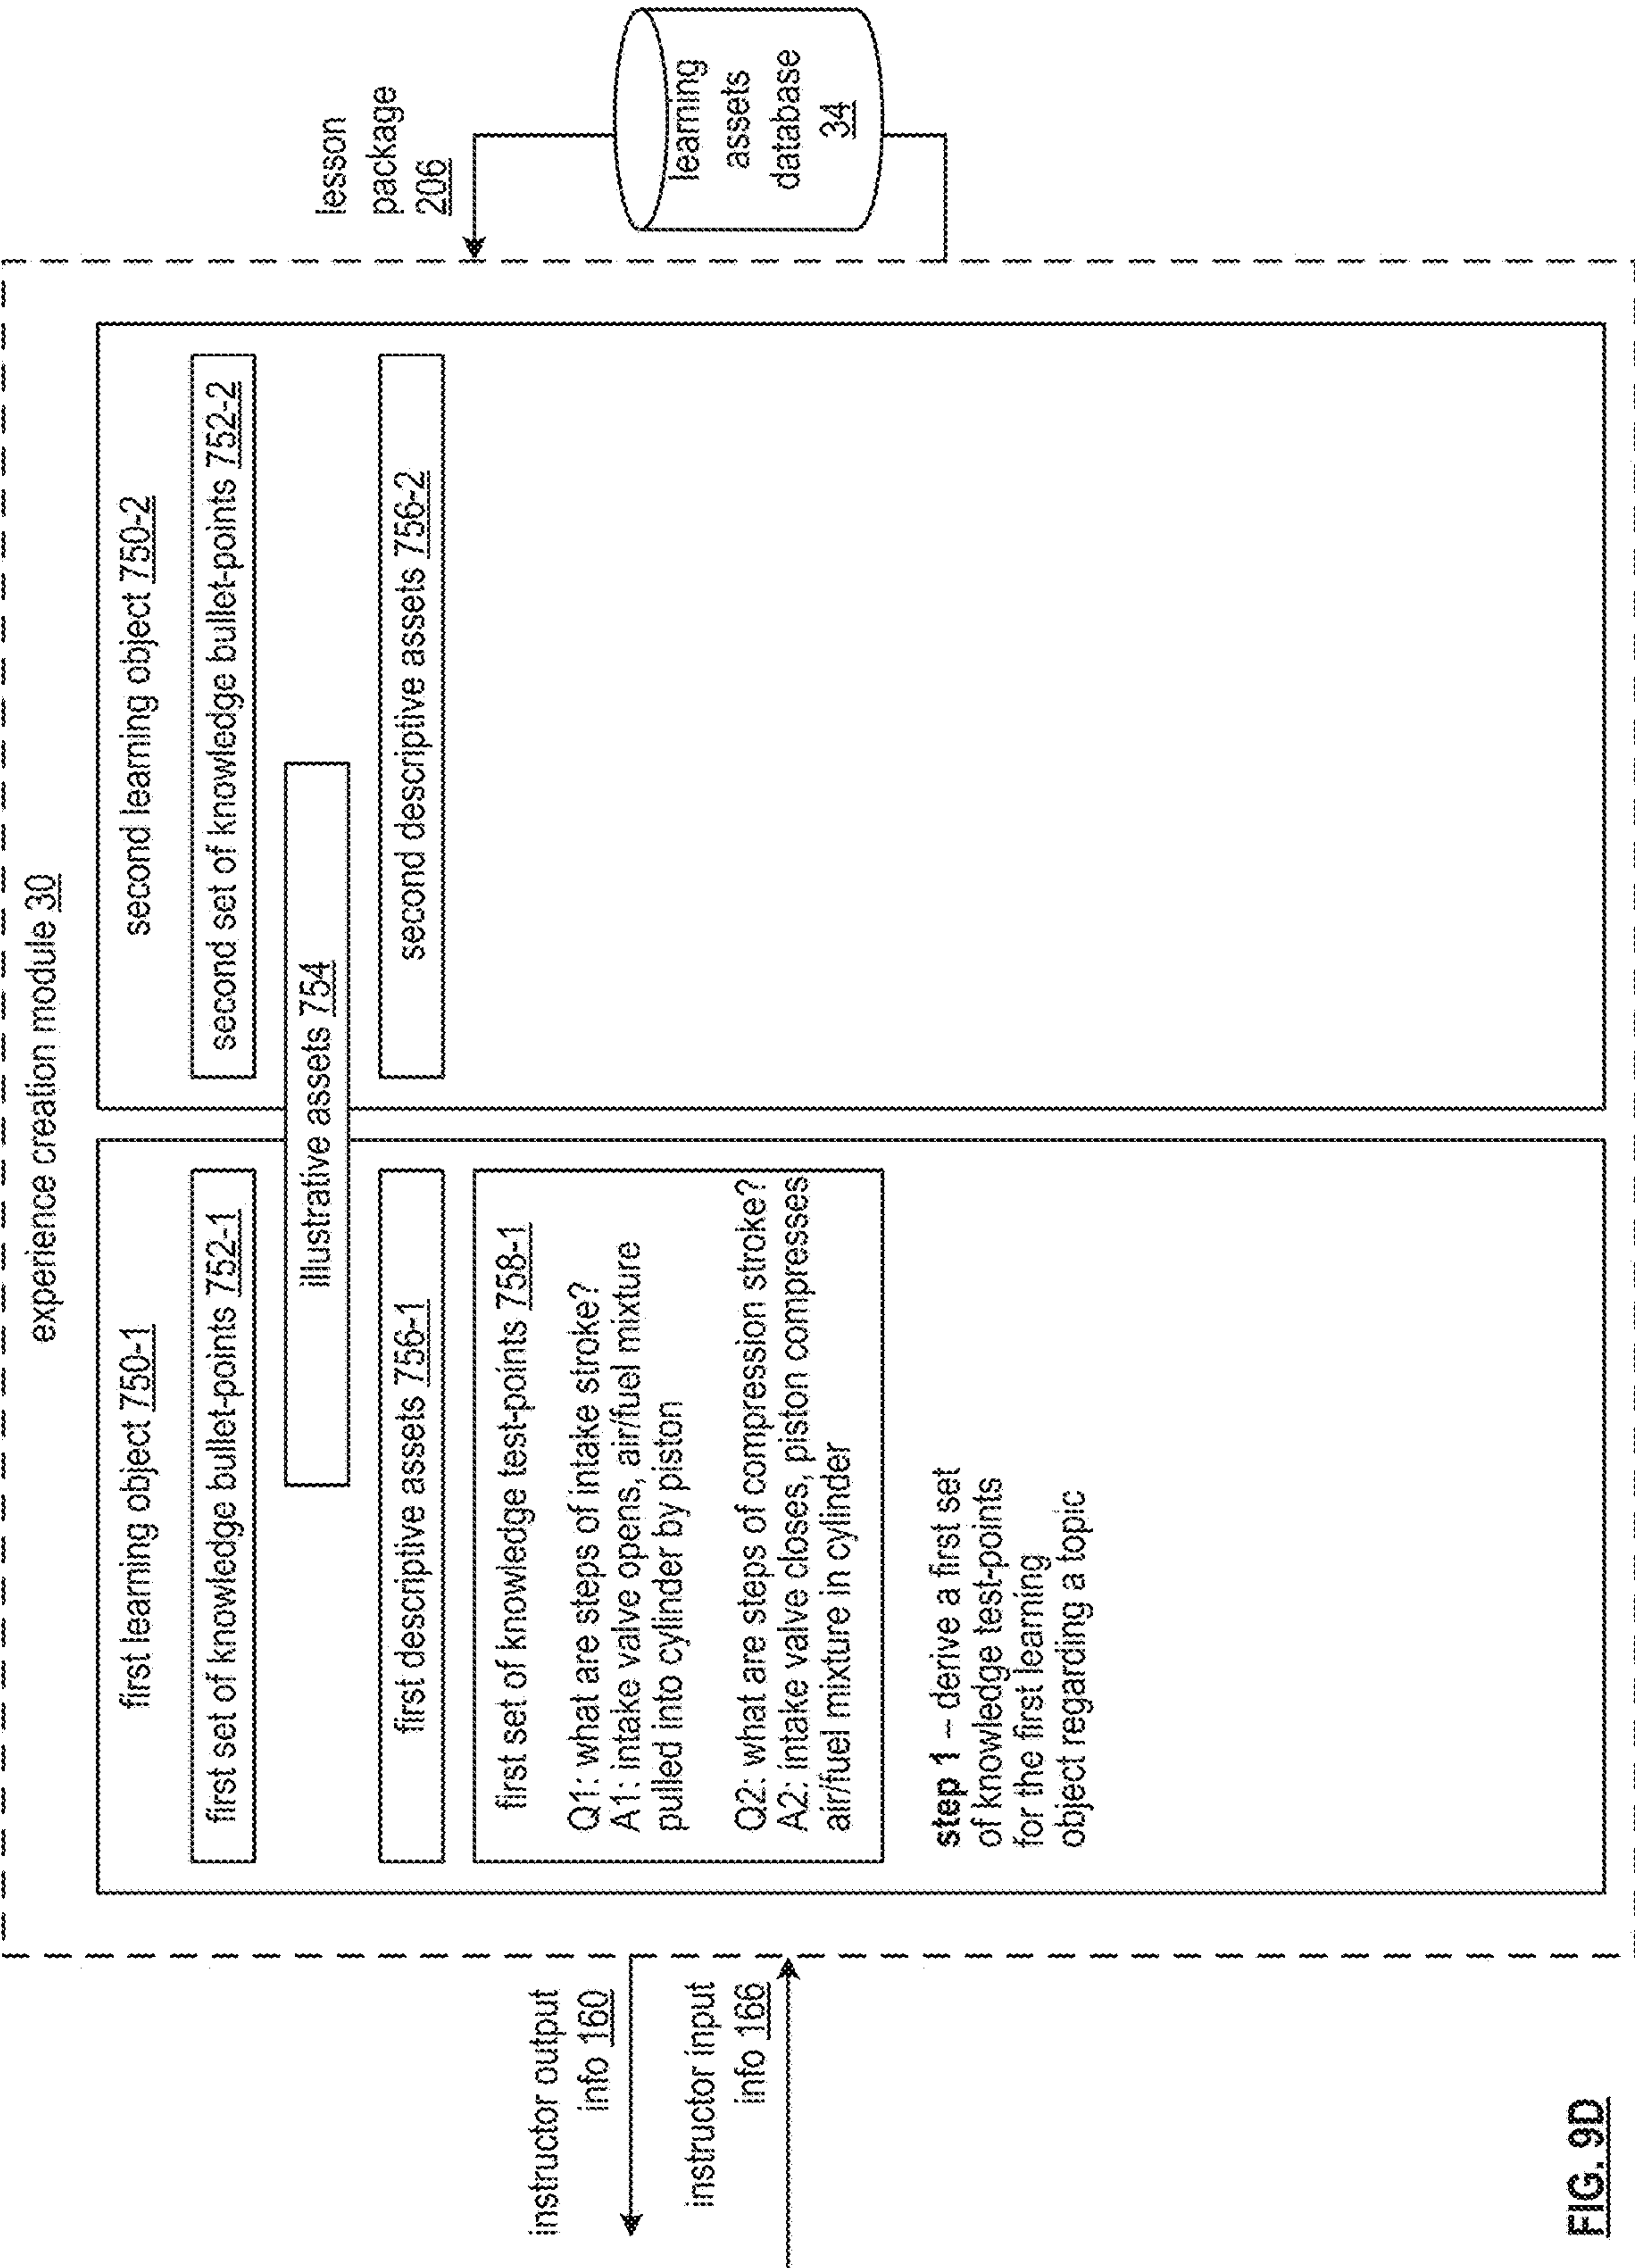 experience creation module 30
first learning object 750-1
first set of knowledge bullet-points 752-1
second learning object 750-2
second set of knowledge bullet-points 752-2
illustrative assets 754
first descriptive assets 756-1
second descriptive assets 756-2
first set of knowledge test-points 758-1
Q1: what are steps of intake stroke?
A1: intake valve opens, air/fuel mixture
pulled into cylinder by piston
Q2: what are steps of compression stroke?
A2: intake valve closes, piston compresses
air/fuel mixture in cylinder
step 1 – derive a first set
of knowledge test-points
for the first learning
object regarding a topic
instructor output
info 160
instructor input
info 166
lesson
package
206
learning
assets
database
34
FIG. 9D